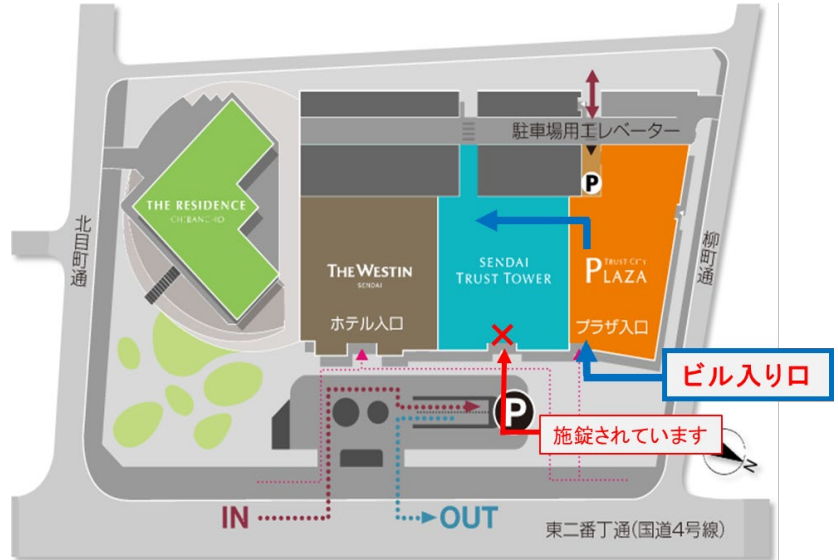 駐車場用エレベーター
P
THE RESIDENCE
ICHIBANCHO
北目町通
柳町通
THE WESTIN
SENDAI
SENDAI
TRUST TOWER
TRUST CITY
PLAZA
ホテル入口
プラザ入口
ビル入り口
P
施錠されています
N
IN
OUT
東二番丁通(国道4号線)